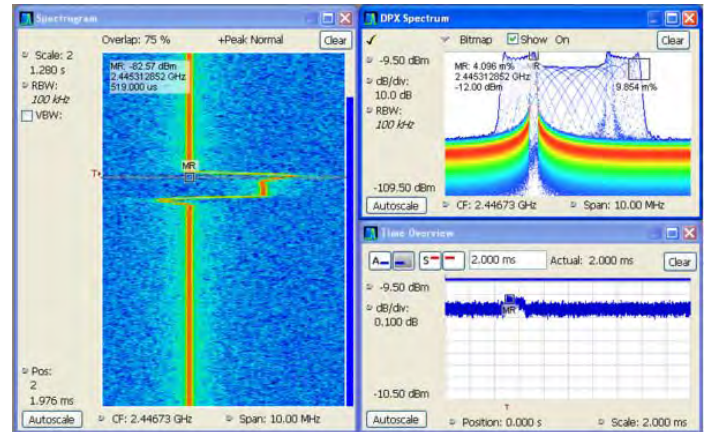 Spectrogram
Overlap: 75 %
+Peak Normal
Clear
Scale: 2
1.280 s
RBW:
100 kHz
VBW:
MR: -82.57 dBm
2.445312852 GHz
519.000 us
MR
T
Pos:
2
1.976 ms
Autoscale
CF: 2.44673 GHz
Span: 10.00 MHz
DPX Spectrum
Bitmap
Show
On
Clear
-9.50 dBm
dB/div:
10.0 dB
RBW:
100 kHz
-109.50 dBm
MR: 4.096 m%
2.445312852 GHz
-12.00 dBm
R
9.854 m%
Autoscale
CF: 2.44673 GHz
Span: 10.00 MHz
Time Overview
A
S
2.000 ms
Actual: 2.000 ms
Clear
-9.50 dBm
dB/div:
0.100 dB
MR
-10.50 dBm
T
Autoscale
Position: 0.000 s
Scale: 2.000 ms